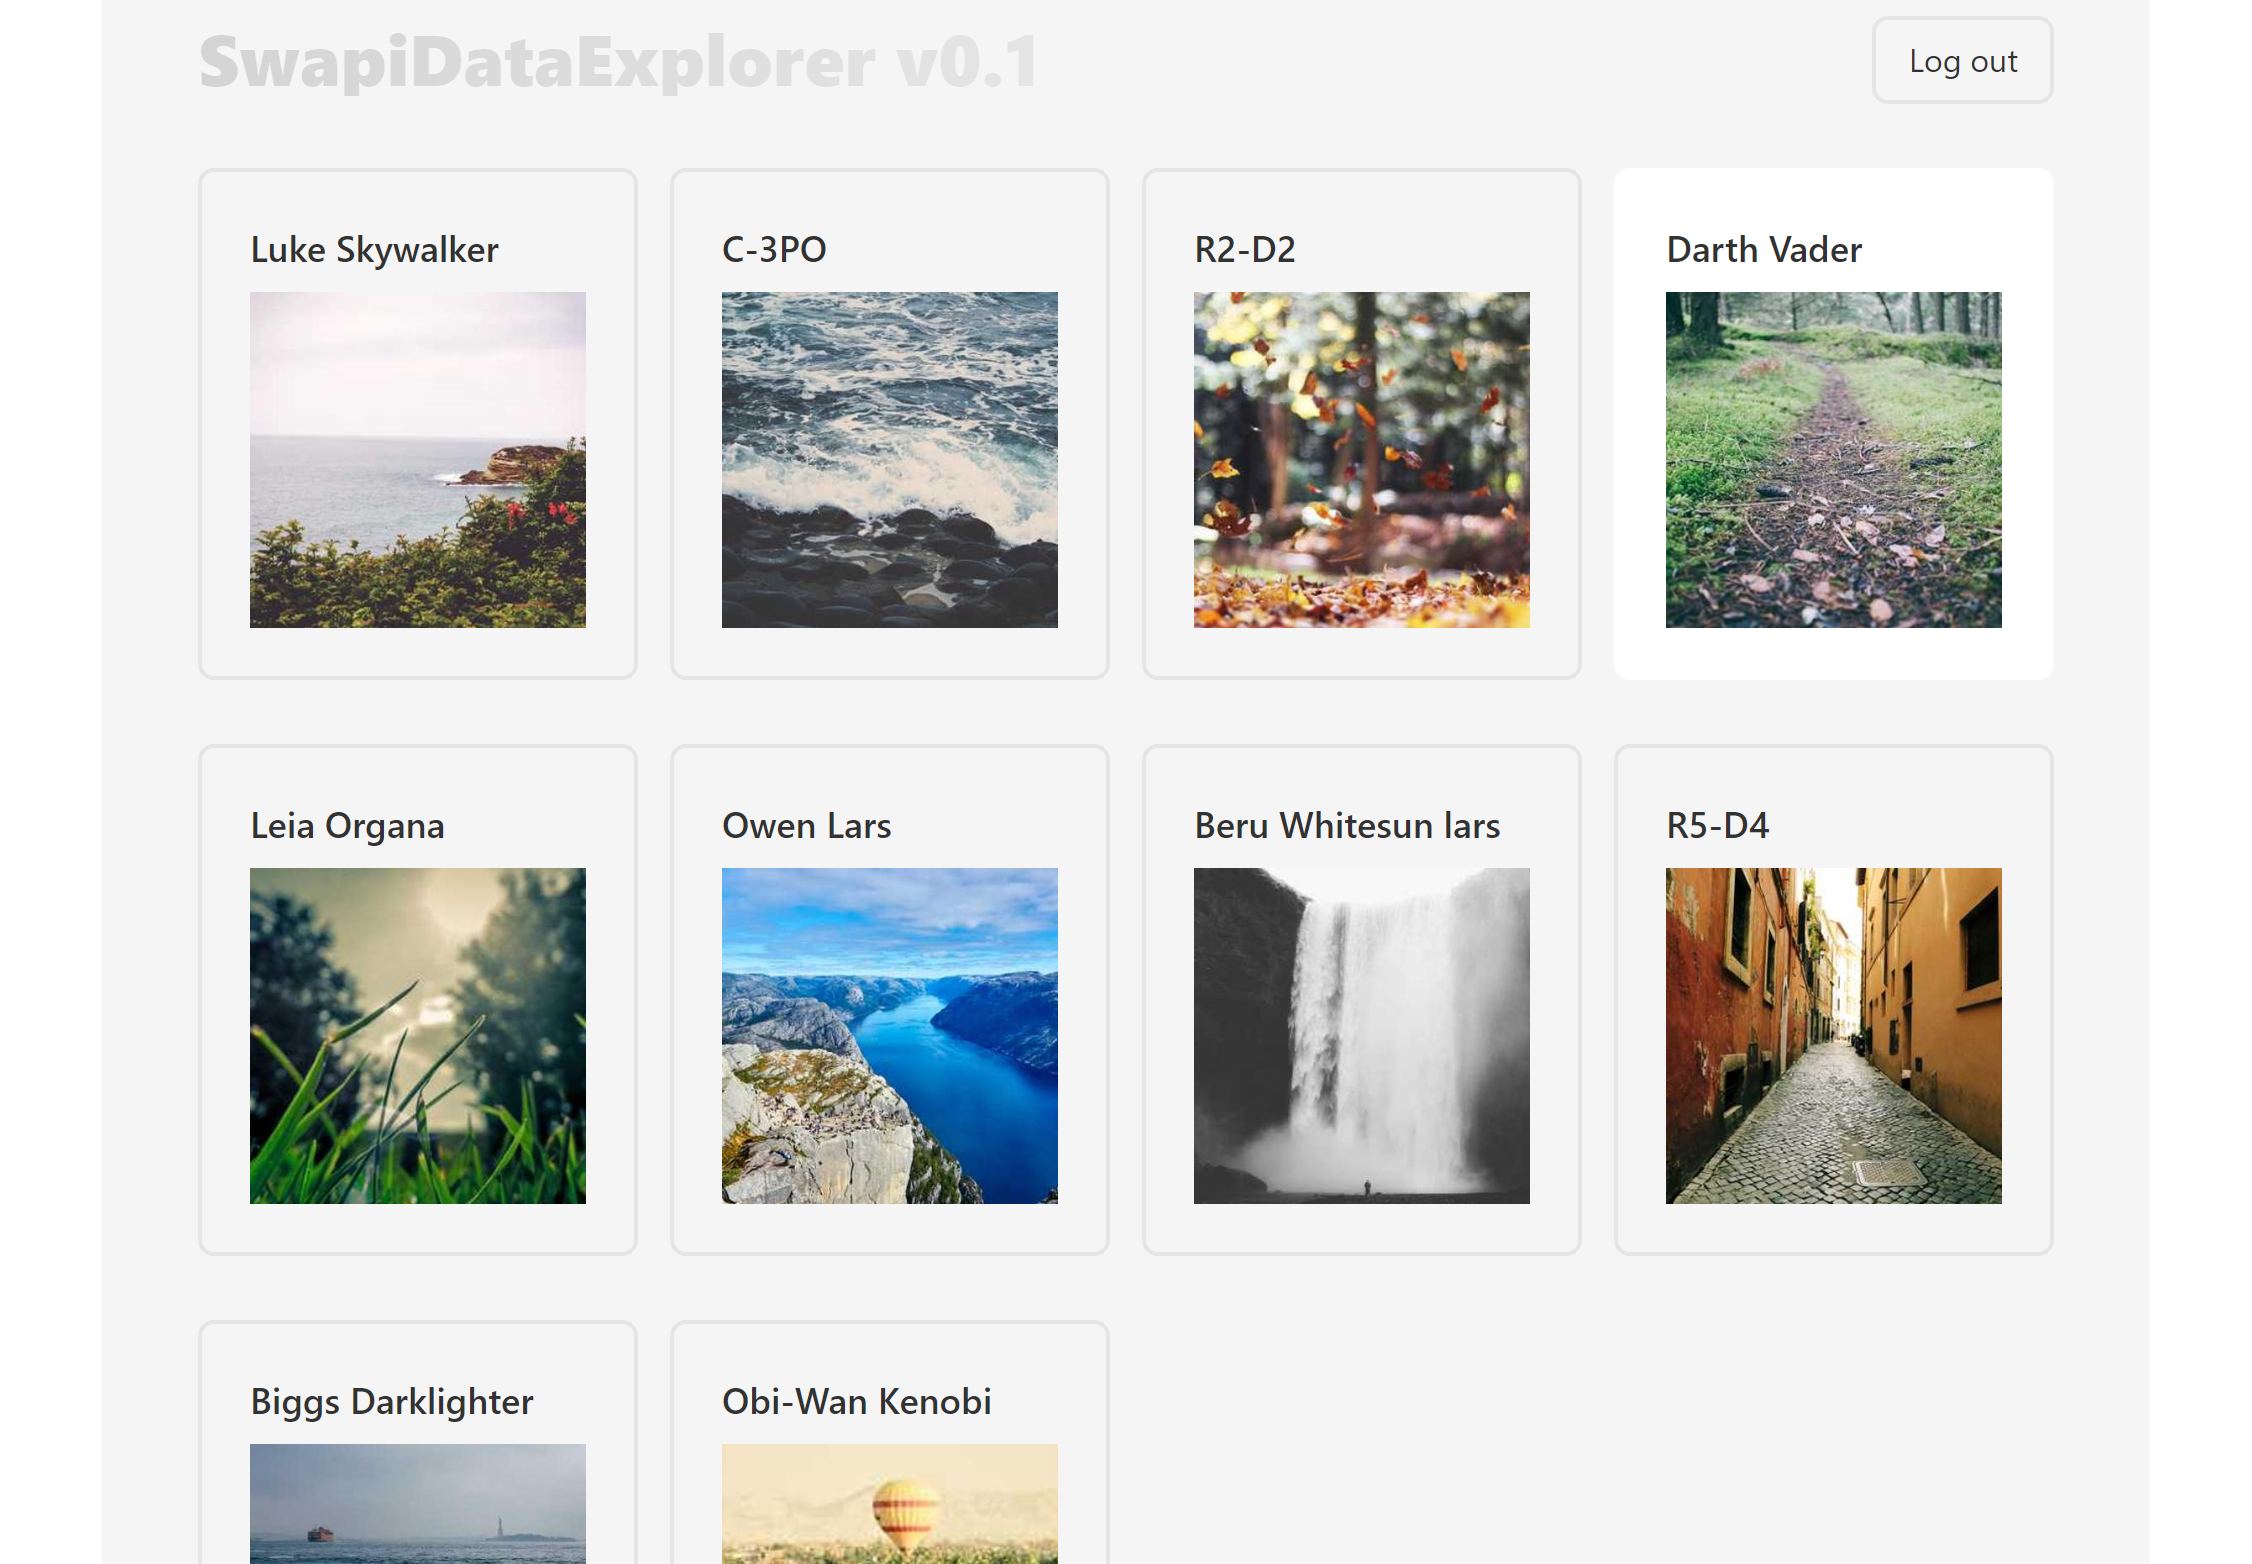 SwapiDataExplorer v0.1
Log out
Luke Skywalker
C-3PO
R2-D2
Darth Vader
Leia Organa
Owen Lars
Beru Whitesun lars
R5-D4
Biggs Darklighter
Obi-Wan Kenobi